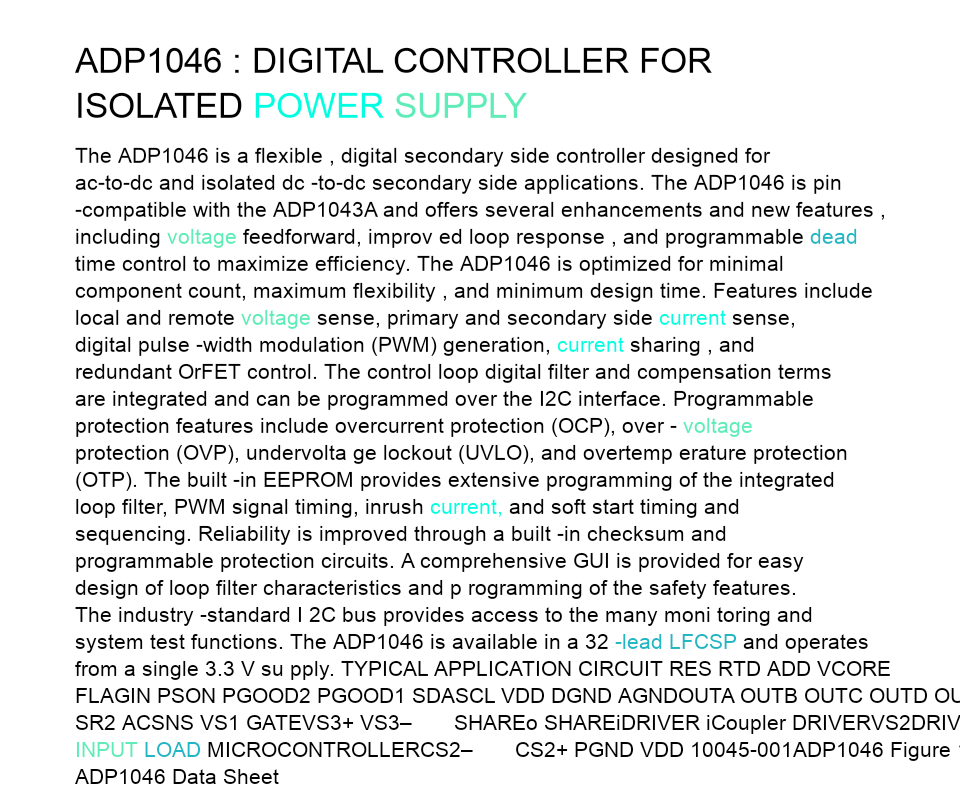 ADP1046 : DIGITAL CONTROLLER FOR
ISOLATED POWER SUPPLY
The ADP1046 is a flexible , digital secondary side controller designed for
ac-to-dc and isolated dc -to-dc secondary side applications. The ADP1046 is pin
-compatible with the ADP1043A and offers several enhancements and new features ,
including voltage feedforward, improv ed loop response , and programmable dead
time control to maximize efficiency. The ADP1046 is optimized for minimal
component count, maximum flexibility , and minimum design time. Features include
local and remote voltage sense, primary and secondary side current sense,
digital pulse -width modulation (PWM) generation, current sharing , and
redundant OrFET control. The control loop digital filter and compensation terms
are integrated and can be programmed over the I2C interface. Programmable
protection features include overcurrent protection (OCP), over - voltage
protection (OVP), undervolta ge lockout (UVLO), and overtemp erature protection
(OTP). The built -in EEPROM provides extensive programming of the integrated
loop filter, PWM signal timing, inrush current, and soft start timing and
sequencing. Reliability is improved through a built -in checksum and
programmable protection circuits. A comprehensive GUI is provided for easy
design of loop filter characteristics and p rogramming of the safety features.
The industry -standard I 2C bus provides access to the many moni toring and
system test functions. The ADP1046 is available in a 32 -lead LFCSP and operates
from a single 3.3 V su pply. TYPICAL APPLICATION CIRCUIT RES RTD ADD VCORE
FLAGIN PSON PGOOD2 PGOOD1 SDASCL VDD DGND AGNDOUTA OUTB OUTC OUTD
SR2 ACSNS VS1 GATEVS3+ VS3– SHAREo SHAREiDRIVER iCoupler
INPUT LOAD MICROCONTROLLERCS2– CS2+ PGND VDD 10045-001ADP1046 Figure
ADP1046 Data Sheet